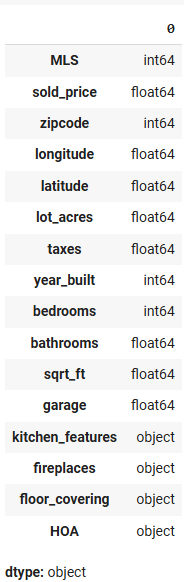 0
MLS int64
sold_price float64
zipcode int64
longitude float64
latitude float64
lot_acres float64
taxes float64
year_built int64
bedrooms int64
bathrooms float64
sqrt_ft float64
garage float64
kitchen_features object
fireplaces object
floor_covering object
HOA object
dtype: object